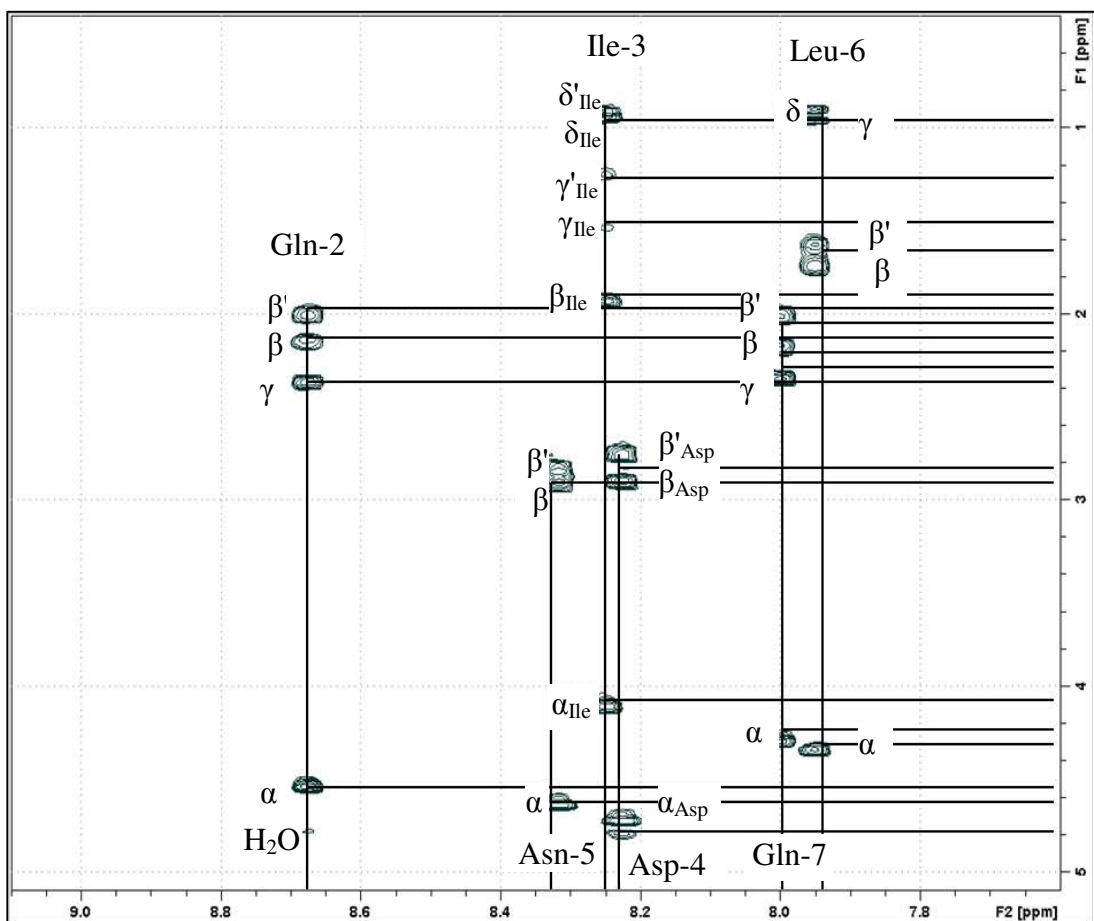 Ile-3
Leu-6
δ'Ile
δIle
δ
γ
γ'Ile
γIle
Gln-2
β'
β
βIle
β'
β'
β
β
γ
γ
β'
β
β'Asp
βAsp
αIle
α
α
α
α
αAsp
H₂O
Asn-5
Asp-4
Gln-7
F1 [ppm]
1
2
3
4
5
9.0
8.8
8.6
8.4
8.2
8.0
7.8
F2 [ppm]